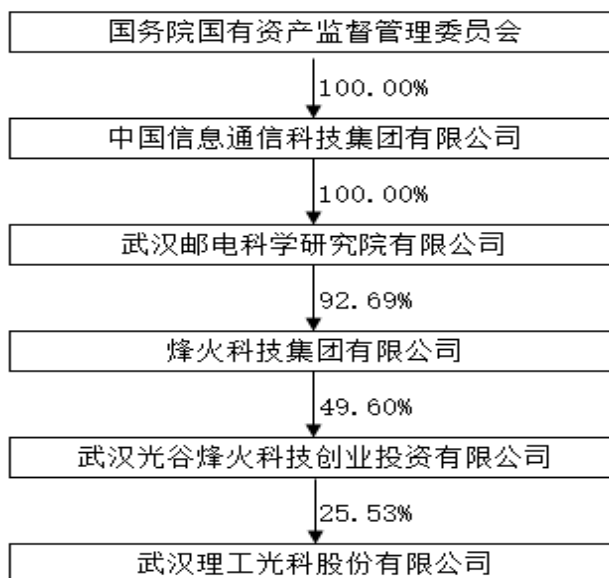 国务院国有资产监督管理委员会
100.00%
中国信息通信科技集团有限公司
100.00%
武汉邮电科学研究院有限公司
92.69%
烽火科技集团有限公司
49.60%
武汉光谷烽火科技创业投资有限公司
25.53%
武汉理工光科股份有限公司